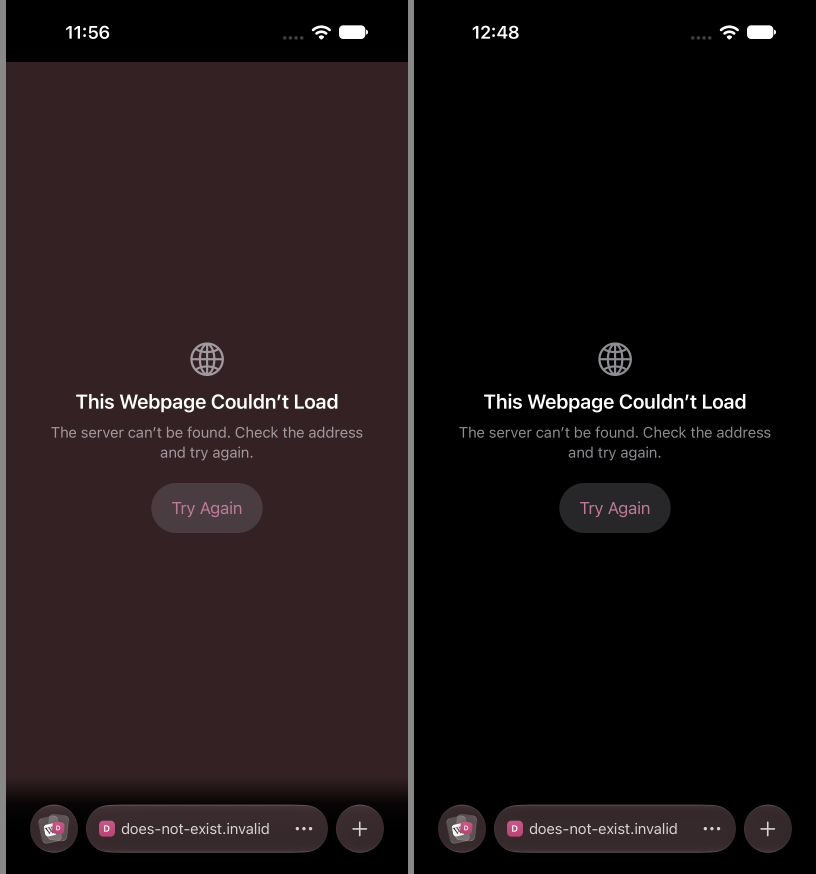 11:56
This Webpage Couldn’t Load
The server can’t be found. Check the address
and try again.
Try Again
D
D does-not-exist.invalid
12:48
This Webpage Couldn’t Load
The server can’t be found. Check the address
and try again.
Try Again
D
D does-not-exist.invalid